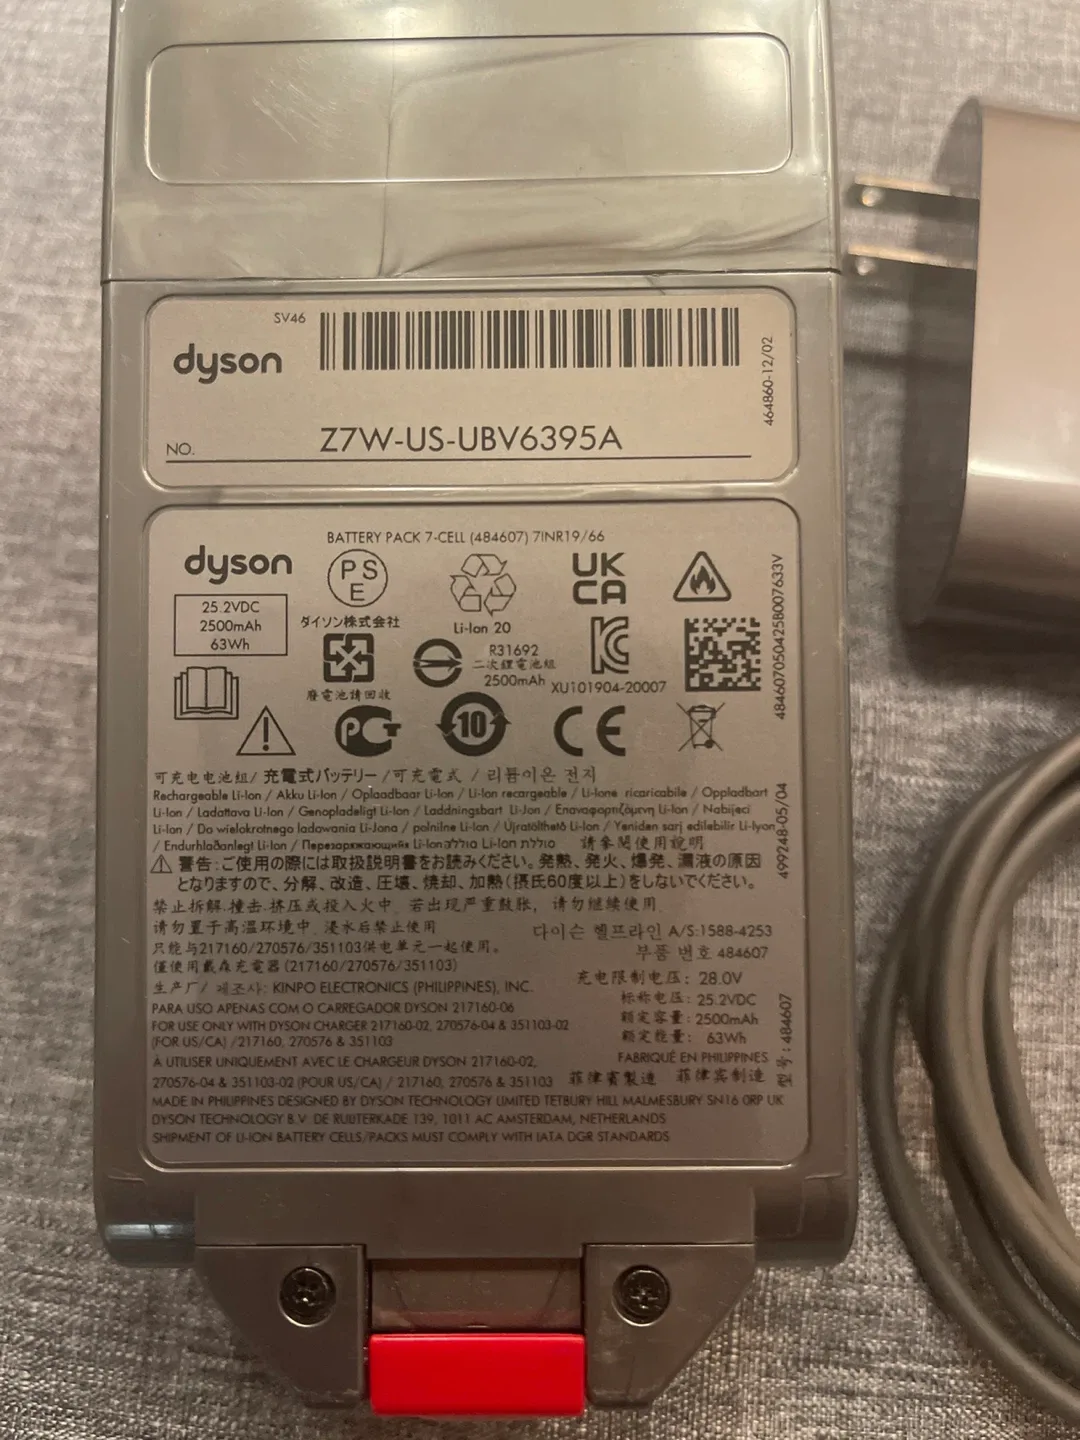 SV46
dyson
464860-12/02
NO. Z7W-US-UBV6395A
BATTERY PACK 7-CELL (484607) 7INR19/66
dyson
PS
E
UK
CA
25.2VDC
2500mAh
63Wh
ダイソン株式会社
Li-Ion 20
R31692
二次鋰電池組
2500mAh
XU101904-20007
48460705042SB007633V
廢電池請回收
10
CE
可充电电池组/ 充電式バッテリー /可充電式 / 리튬이온 전지
Rechargeable Li-Ion / Akku Li-Ion / Oplaadbaar Li-Ion / Li-Ion recargeable / Li-Ione ricaricabile / Oppladbart
Li-Ion / Ladattava Li-Ion / Genopladeligt Li-Ion / Laddningsbart Li-Jon / Επαναφορτιζόμενη Li-Ion / Nabíjecí
Li-Ion / Do wielokrotnego ładowania Li-Jona / polnilne Li-Ion / Újratölthető Li-Ion / Yeniden şarj edilebilir Li-Iyon
/ Endurhlaðanlegt Li-Ion / Перезаряжающийся Li-Ion סוללת Li-Ion סוללת 請參閱使用說明
499248-05/04
警告:ご使用の際には取扱説明書をお読みください。発熱、発火、爆発、漏液の原因
となりますので、分解、改造、圧壊、焼却、加熱(摂氏60度以上)をしないでください。
禁止拆解.撞击.挤压或投入火中. 若出现严重鼓胀, 请勿继续使用.
请勿置于高温环境中. 浸水后禁止使用
다이슨 헬프라인 A/S:1588-4253
只能与217160/270576/351103供电单元一起使用。
부품 번호 484607
僅使用戴森充電器(217160/270576/351103)
充电限制电压: 28.0V
生产厂/ 제조사: KINPO ELECTRONICS (PHILIPPINES), INC.
标称电压: 25.2VDC
PARA USO APENAS COM O CARREGADOR DYSON 217160-06
额定容量: 2500mAh
FOR USE ONLY WITH DYSON CHARGER 217160-02, 270576-04 & 351103-02
额定能量: 63Wh
(FOR US/CA) /217160, 270576 & 351103
À UTILISER UNIQUEMENT AVEC LE CHARGEUR DYSON 217160-02,
FABRIQUÉ EN PHILIPPINES
270576-04 & 351103-02 (POUR US/CA) / 217160, 270576 & 351103
菲律賓製造 菲律宾制造
型号: 484607
MADE IN PHILIPPINES DESIGNED BY DYSON TECHNOLOGY LIMITED TETBURY HILL MALMESBURY SN16 0RP UK
DYSON TECHNOLOGY B.V. DE RUIJTERKADE 139, 1011 AC AMSTERDAM, NETHERLANDS
SHIPMENT OF LI-ION BATTERY CELLS/PACKS MUST COMPLY WITH IATA DGR STANDARDS